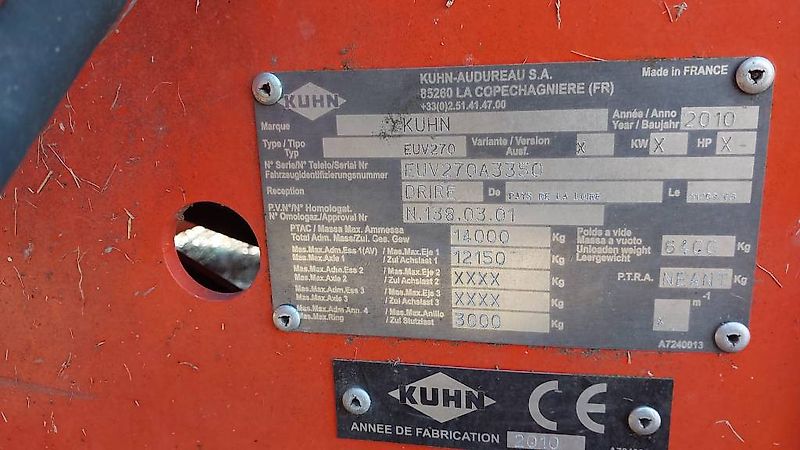 KUHN
KUHN-AUDUREAU S.A.
85260 LA COPECHAGNIERE (FR)
+33(0)2.51.41.47.00
Made in FRANCE
Marque KUHN Année / Anno 2010
Year / Baujahr
Type / Tipo EUV270 Variante / Version X KW X HP X
Typ Ausf.
N° Serie/N° Telaio/Serial Nr EUV270A3350
Fahrzeugidentifizierungsnummer
Reception DRIRE De PAYS DE LA LOIRE Le
P.V.N°/N° Homologat. N.138.03.01
N° Omologaz./Approval Nr
PTAC / Massa Max. Ammessa 14000 Kg Poids a vide
Total Adm. Mass/Zul. Ges. Gew Massa a vuoto Kg
Mas.Max.Adm.Ess 1(AV) / Mas.Max.Eje 1 12150 Kg Unloaden weight
Mas.Max.Axle 1 / Zul Achslast 1 Leergewicht
Mas.Max.Adm.Ess 2 / Mas.Max.Eje 2 XXXX Kg P.T.R.A. NEANT
Mas.Max.Axle 2 / Zul Achslast 2
Mas.Max.Adm.Ess 3 / Mas.Max.Eje 3 XXXX Kg m-1
Mas.Max.Axle 3 / Zul Achslast 3
Mas.Max.Adm.Ann. 4 / Mas.Max.Anillo 3000 Kg x
Mas.Max.Ring / Zul Stutzlast
A7240013
KUHN CE
ANNEE DE FABRICATION 2010